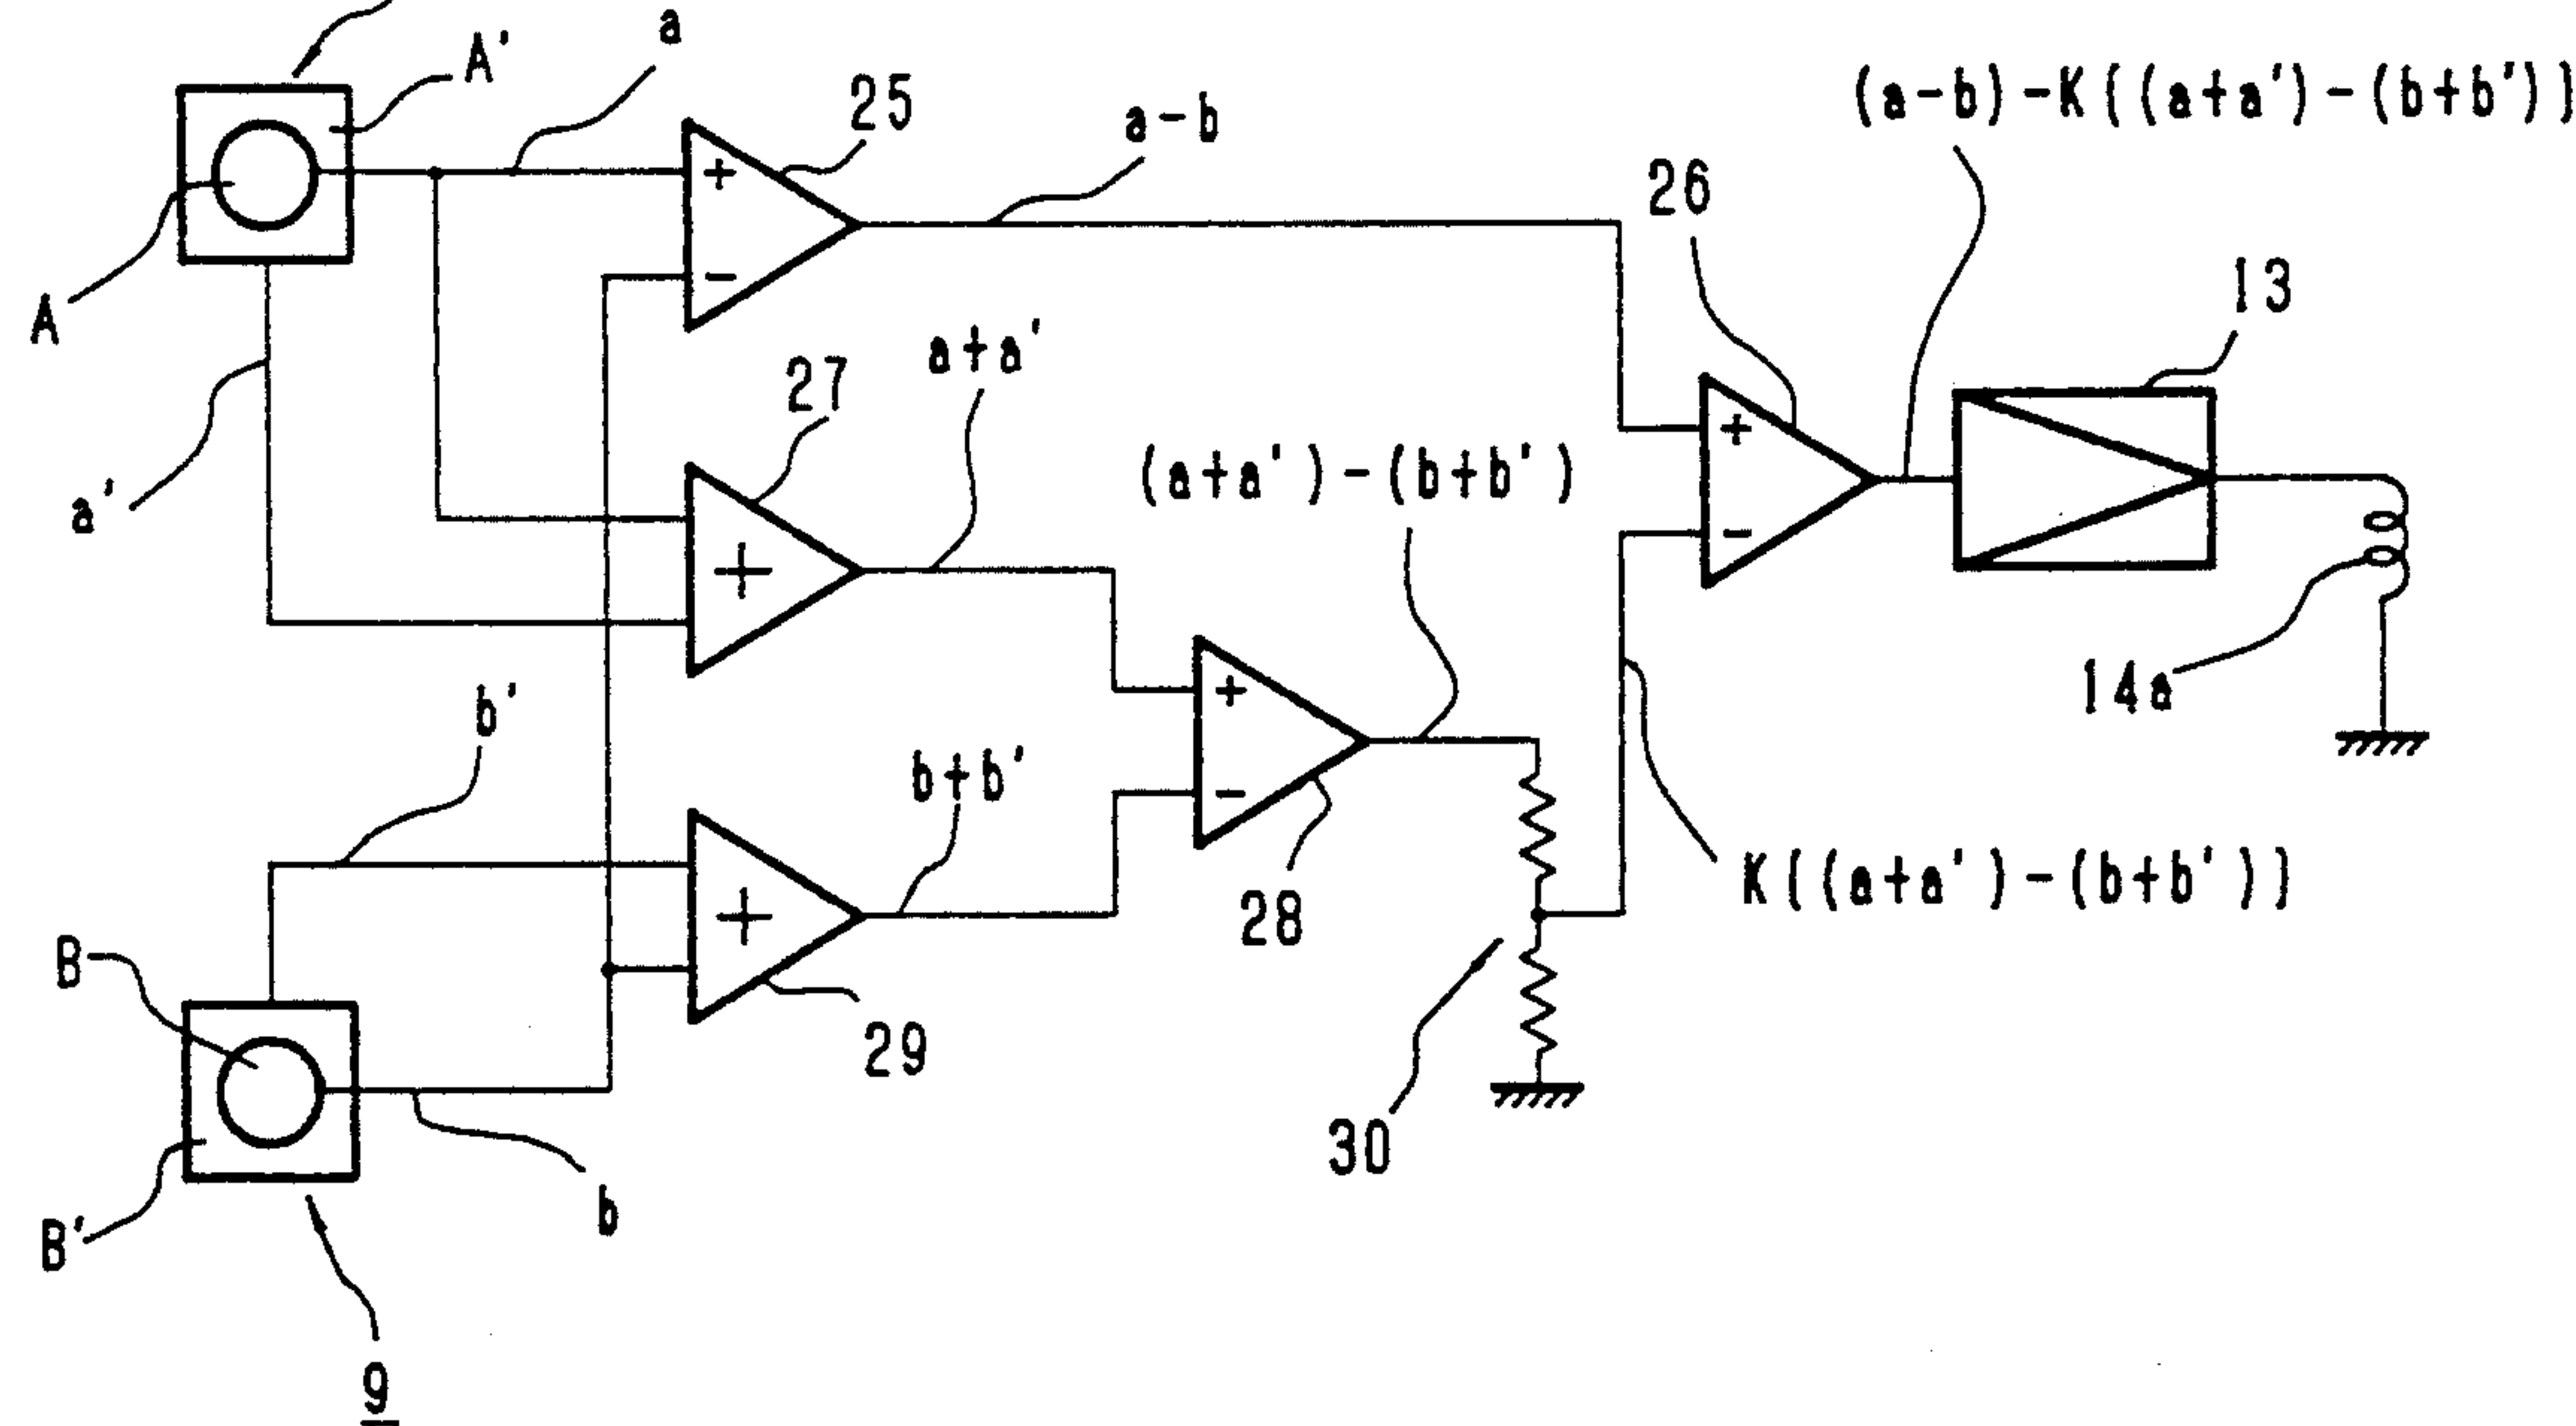 a
A'
25
a-b
(a-b)-K((a+a')-(b+b'))
+
26
-
13
A
a+a'
27
+
(a+a')-(b+b')
a'
-
+
14a
b'
+
b+b'
-
K((a+a')-(b+b'))
28
+
B
29
30
b
B'
9